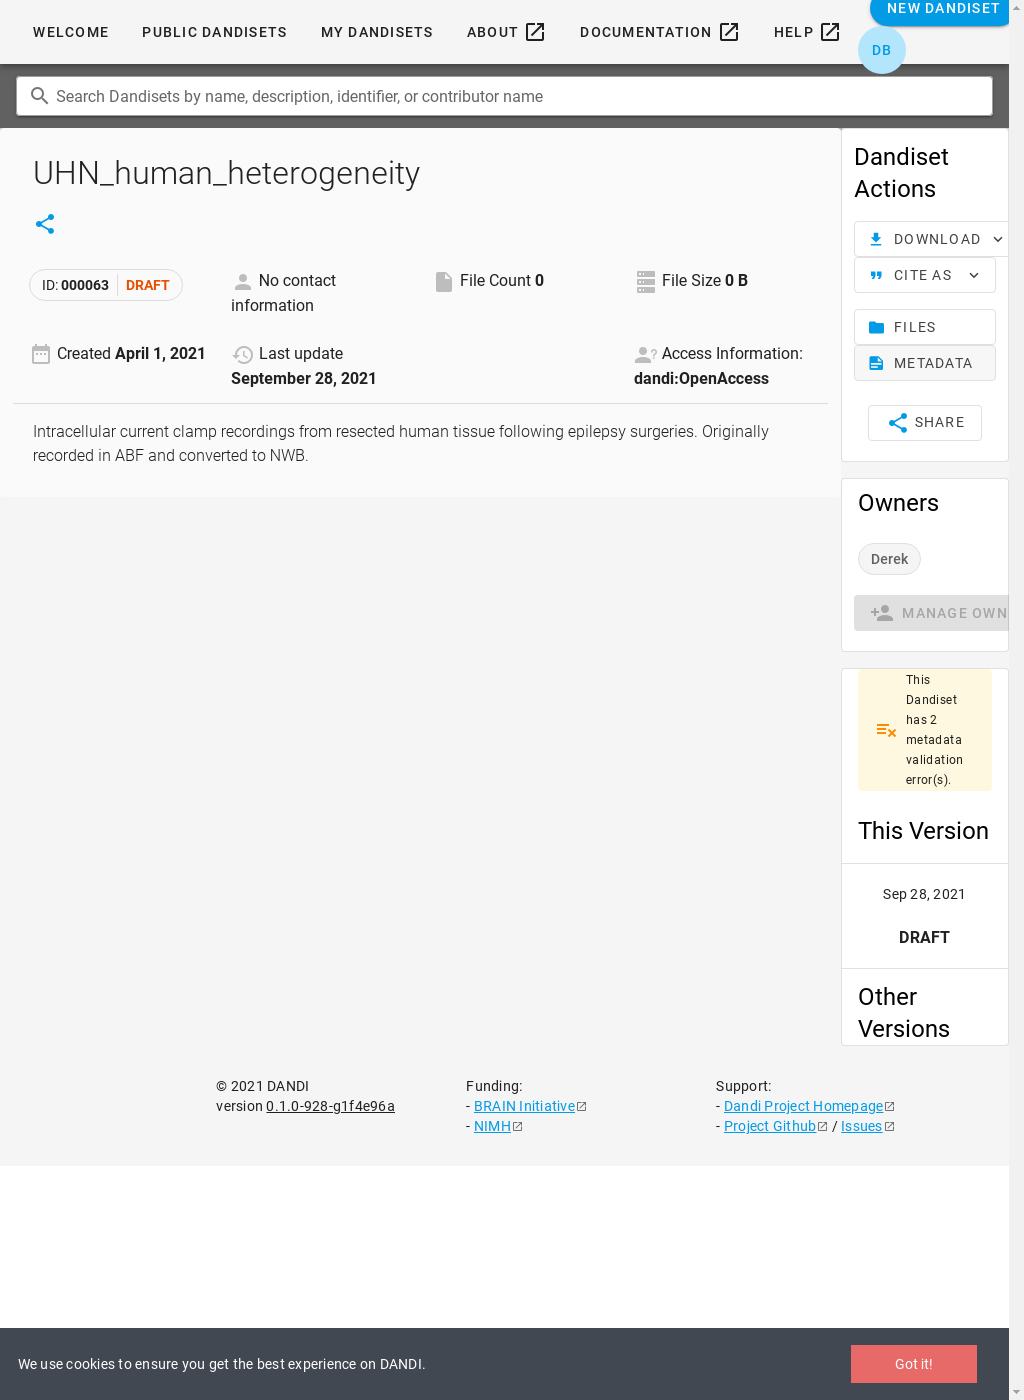 WELCOME PUBLIC DANDISETS MY DANDISETS ABOUT DOCUMENTATION HELP NEW DANDISET
DB
Search Dandisets by name, description, identifier, or contributor name
UHN_human_heterogeneity
ID: 000063 DRAFT
No contact
information
File Count 0
File Size 0 B
Created April 1, 2021
Last update
September 28, 2021
Access Information:
dandi:OpenAccess
Intracellular current clamp recordings from resected human tissue following epilepsy surgeries. Originally
recorded in ABF and converted to NWB.
Dandiset
Actions
DOWNLOAD
CITE AS
FILES
METADATA
SHARE
Owners
Derek
MANAGE OWN
This
Dandiset
has 2
metadata
validation
error(s).
This Version
Sep 28, 2021
DRAFT
Other
Versions
© 2021 DANDI
version 0.1.0-928-g1f4e96a
Funding:
- BRAIN Initiative
- NIMH
Support:
- Dandi Project Homepage
- Project Github / Issues
We use cookies to ensure you get the best experience on DANDI.
Got it!